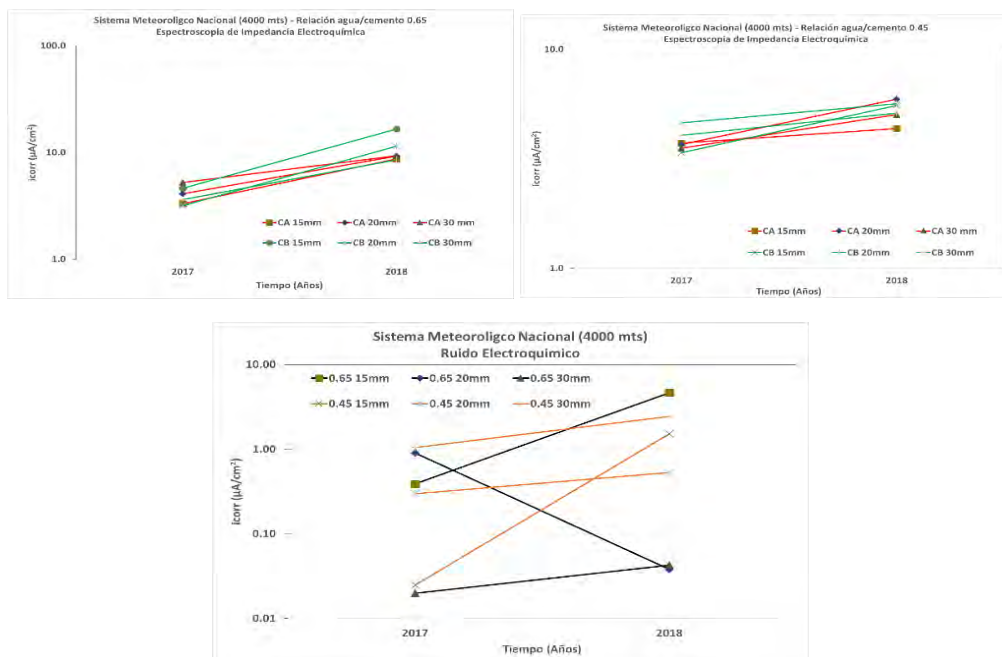 Sistema Meteoroligco Nacional (4000 mts) - Relación agua/cemento 0.65
Espectroscopia de Impedancia Electroquímica
100.0
10.0
1.0
icorr (µA/cm²)
CA 15mm CA 20mm CA 30 mm
CB 15mm CB 20mm CB 30mm
2017 2018
Tiempo (Años)
Sistema Meteoroligco Nacional (4000 mts) - Relación agua/cemento 0.45
Espectroscopia de Impedancia Electroquímica
10.0
1.0
icorr (µA/cm²)
CA 15mm CA 20mm CA 30 mm
CB 15mm CB 20mm CB 30mm
2017 2018
Tiempo (Años)
Sistema Meteoroligco Nacional (4000 mts)
Ruido Electroquimico
10.00
1.00
0.10
0.01
icorr (µA/cm²)
0.65 15mm 0.65 20mm 0.65 30mm
0.45 15mm 0.45 20mm 0.45 30mm
2017 2018
Tiempo (Años)